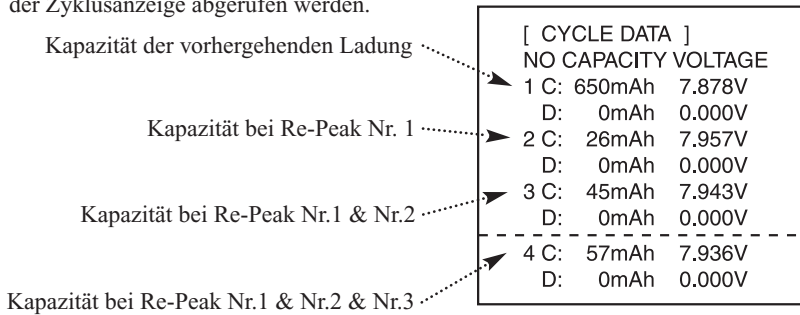 der Zyklusanzeige abgerufen werden.
Kapazität der vorhergehenden Ladung
Kapazität bei Re-Peak Nr. 1
Kapazität bei Re-Peak Nr.1 & Nr.2
Kapazität bei Re-Peak Nr.1 & Nr.2 & Nr.3
[ CYCLE DATA ]
NO CAPACITY VOLTAGE
1 C: 650mAh 7.878V
D: 0mAh 0.000V
2 C: 26mAh 7.957V
D: 0mAh 0.000V
3 C: 45mAh 7.943V
D: 0mAh 0.000V
4 C: 57mAh 7.936V
D: 0mAh 0.000V